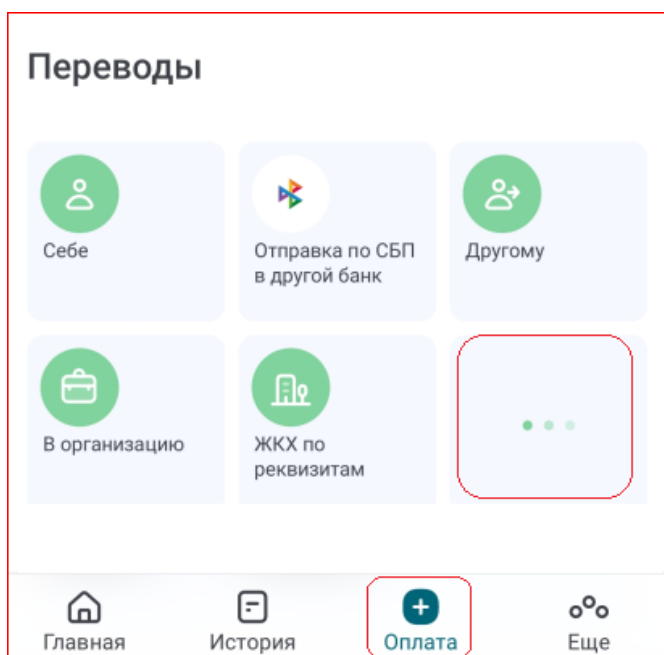 Переводы
Себе
Отправка по СБП
в другой банк
Другому
В организацию
ЖКХ по
реквизитам
Главная
История
Оплата
Еще